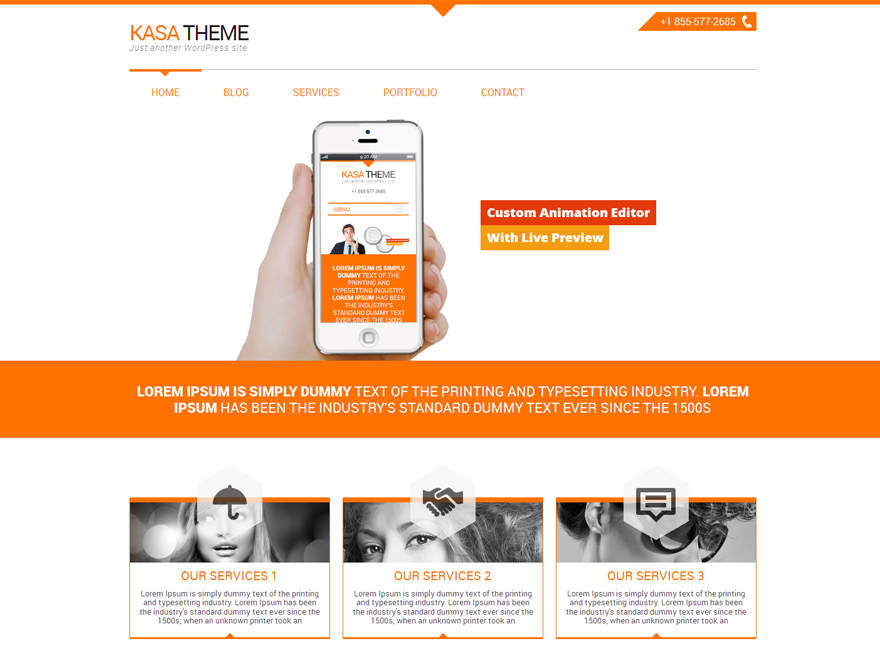 KASA THEME
Just another WordPress site
+1 855-577-2685
HOME
BLOG
SERVICES
PORTFOLIO
CONTACT
9:20 AM
KASA THEME
Just another WordPress site
+1 855-577-2685
MENU
LOREM IPSUM IS SIMPLY
DUMMY TEXT OF THE
PRINTING AND
TYPESETTING INDUSTRY.
LOREM IPSUM HAS BEEN
THE INDUSTRY'S
STANDARD DUMMY TEXT
EVER SINCE THE 1500S
Custom Animation Editor
With Live Preview
LOREM IPSUM IS SIMPLY DUMMY TEXT OF THE PRINTING AND TYPESETTING INDUSTRY. LOREM
IPSUM HAS BEEN THE INDUSTRY'S STANDARD DUMMY TEXT EVER SINCE THE 1500S
OUR SERVICES 1
Lorem Ipsum is simply dummy text of the printing
and typesetting industry. Lorem Ipsum has been
the industry's standard dummy text ever since the
1500s, when an unknown printer took an
OUR SERVICES 2
Lorem Ipsum is simply dummy text of the printing
and typesetting industry. Lorem Ipsum has been
the industry's standard dummy text ever since the
1500s, when an unknown printer took an
OUR SERVICES 3
Lorem Ipsum is simply dummy text of the printing
and typesetting industry. Lorem Ipsum has been
the industry's standard dummy text ever since the
1500s, when an unknown printer took an